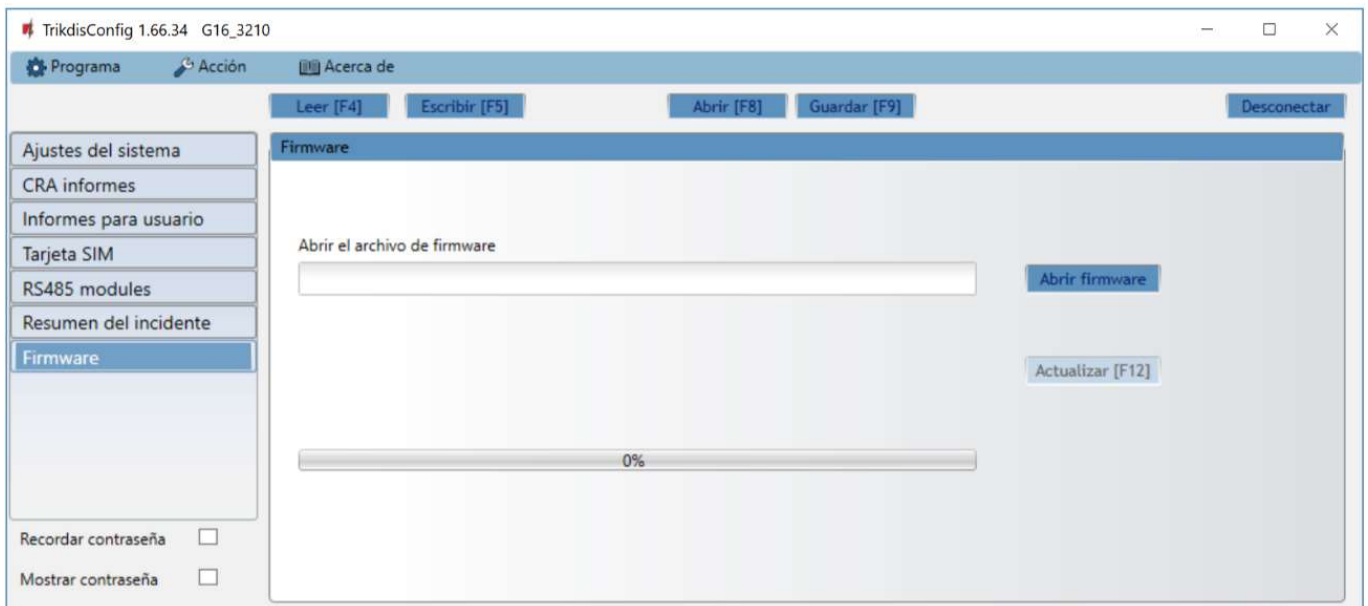 TrikdisConfig 1.66.34 G16_3210
Programa Acción Acerca de
Leer [F4] Escribir [F5] Abrir [F8] Guardar [F9] Desconectar
Ajustes del sistema
CRA informes
Informes para usuario
Tarjeta SIM
RS485 modules
Resumen del incidente
Firmware
Recordar contraseña
Mostrar contraseña
Firmware
Abrir el archivo de firmware
Abrir firmware
Actualizar [F12]
0%